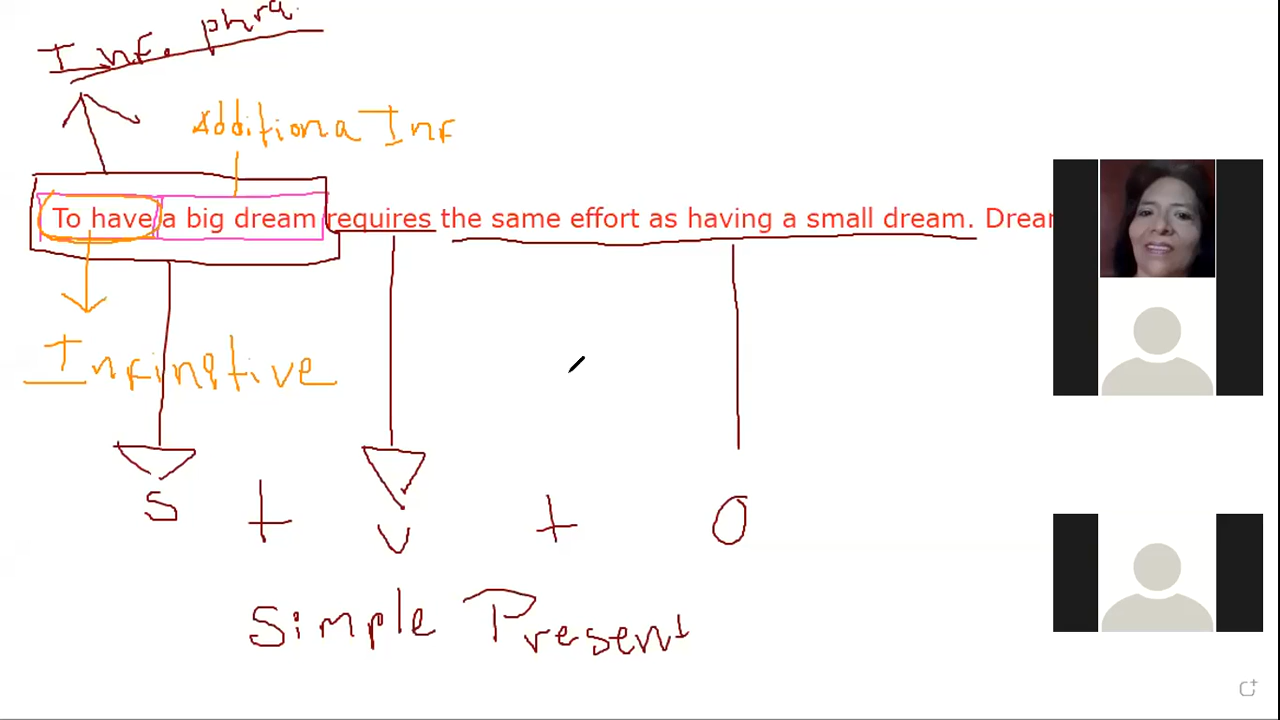 Inf. phra.
Additiona Inf
To have a big dream requires the same effort as having a small dream. Drear
Infinative
S + V + O
Simple Present